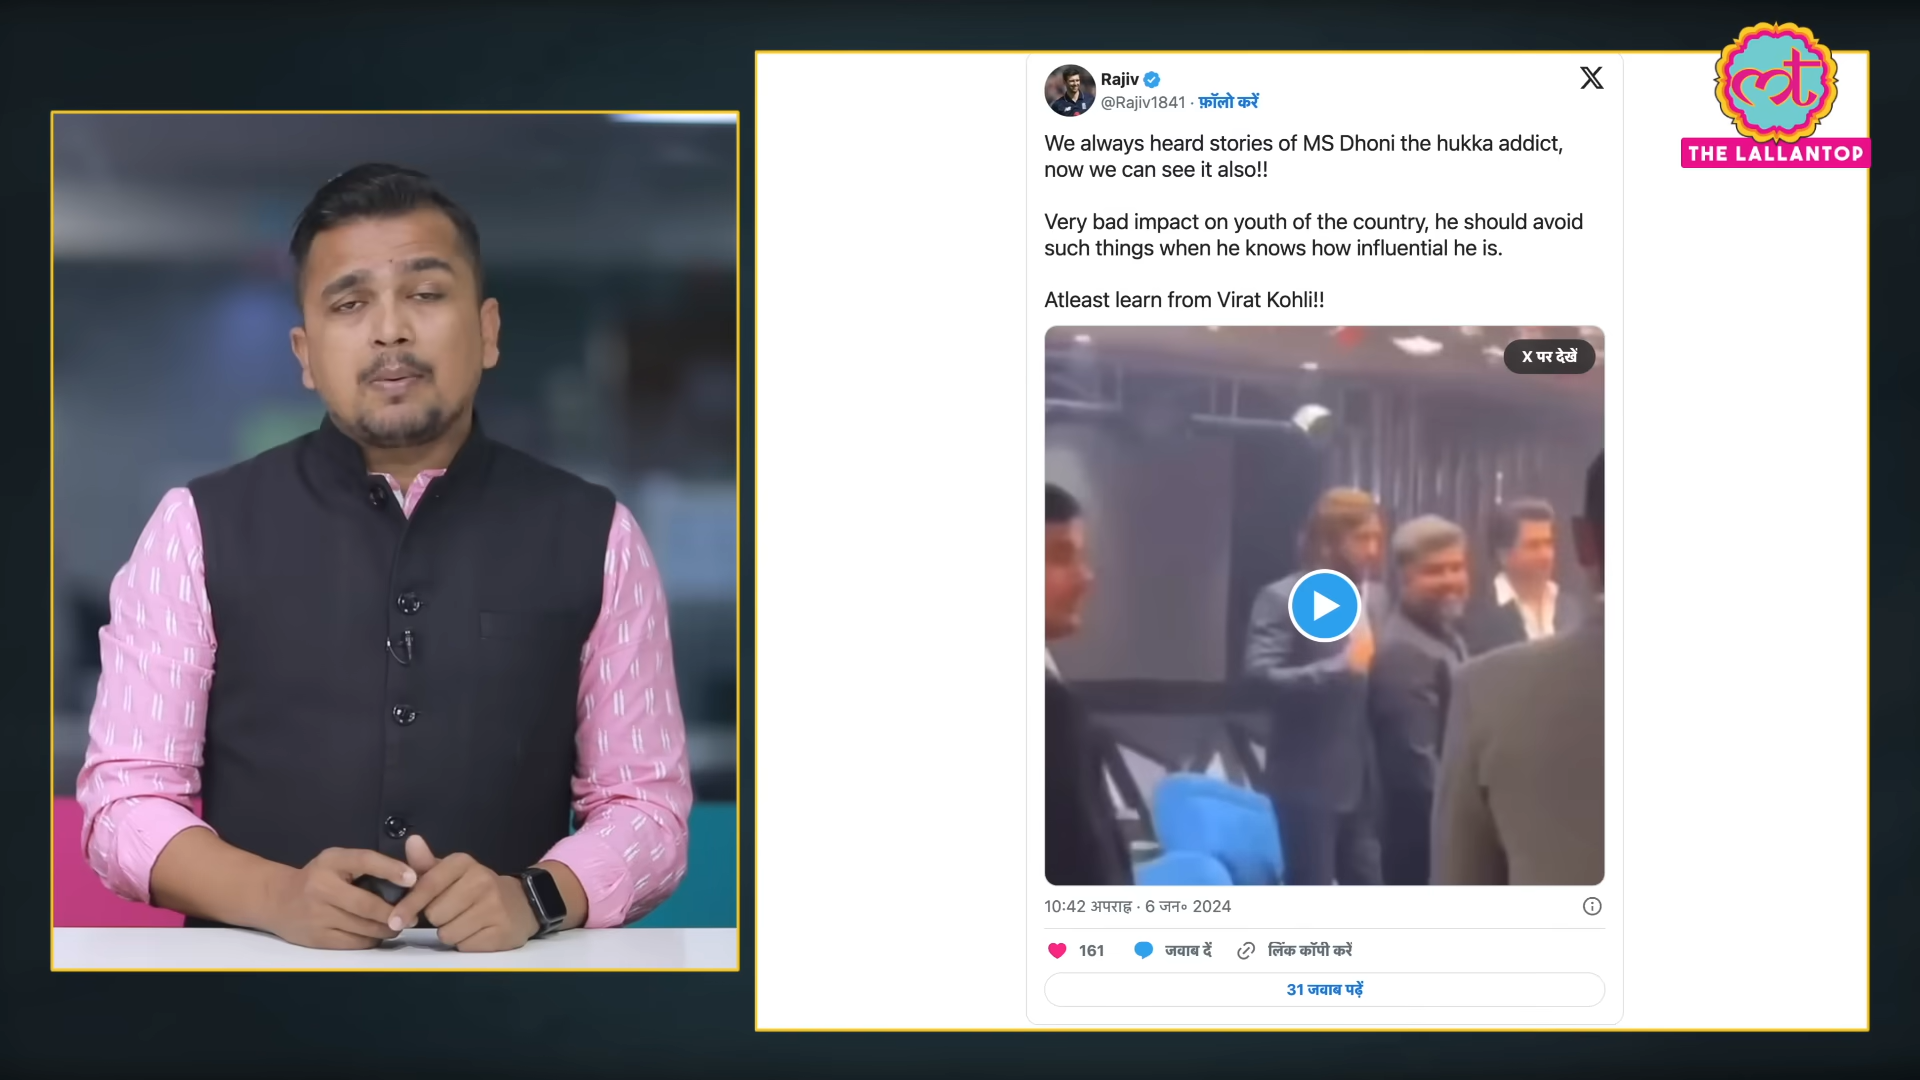 Rajiv
@Rajiv1841 · फ़ॉलो करें
We always heard stories of MS Dhoni the hukka addict,
now we can see it also!!
Very bad impact on youth of the country, he should avoid
such things when he knows how influential he is.
Atleast learn from Virat Kohli!!
X पर देखें
10:42 अपराह्न · 6 जन॰ 2024
161 जवाब दें लिंक कॉपी करें
31 जवाब पढ़ें
लt
THE LALLANTOP